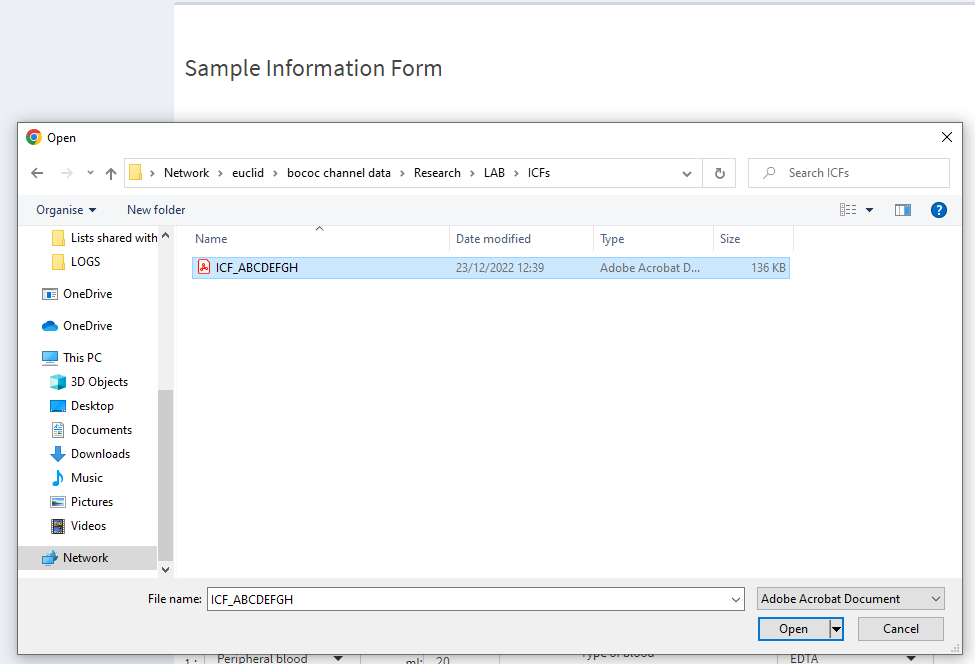 Sample Information Form
Open
Network > euclid > bococ channel data > Research > LAB > ICFs
Search ICFs
Organise
New folder
?
Lists shared with
LOGS
OneDrive
OneDrive
This PC
3D Objects
Desktop
Documents
Downloads
Music
Pictures
Videos
Network
Name Date modified Type Size
ICF_ABCDEFGH 23/12/2022 12:39 Adobe Acrobat D... 136 KB
File name: ICF_ABCDEFGH Adobe Acrobat Document
Open Cancel
Peripheral blood ml: 20 Type of blood EDTA